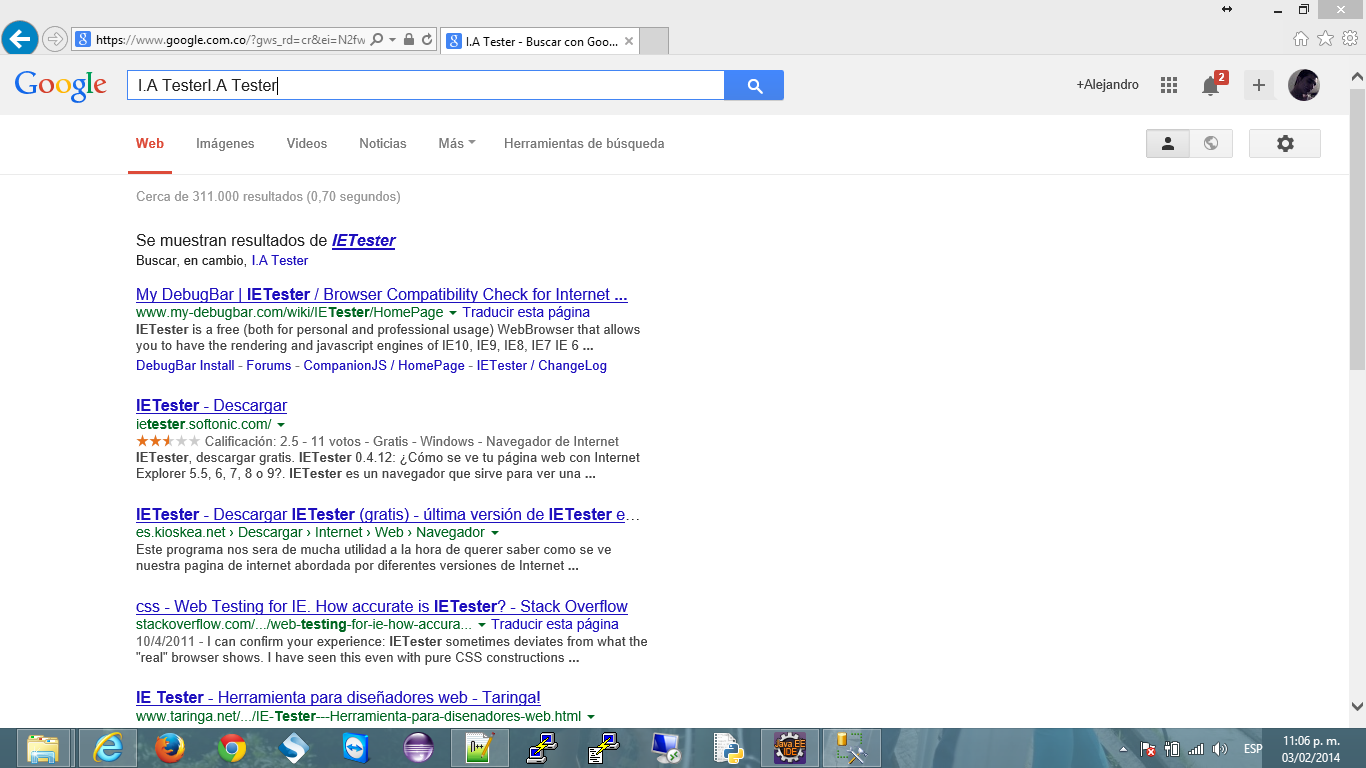 https://www.google.com.co/?gws_rd=cr&ei=N2fw
I.A Tester - Buscar con Goo...
Google
I.A TesterI.A Tester
+Alejandro
2
Web Imágenes Videos Noticias Más Herramientas de búsqueda
Cerca de 311.000 resultados (0,70 segundos)
Se muestran resultados de IETester
Buscar, en cambio, I.A Tester
My DebugBar | IETester / Browser Compatibility Check for Internet ...
www.my-debugbar.com/wiki/IETester/HomePage Traducir esta página
IETester is a free (both for personal and professional usage) WebBrowser that allows
you to have the rendering and javascript engines of IE10, IE9, IE8, IE7 IE 6 ...
DebugBar Install - Forums - CompanionJS / HomePage - IETester / ChangeLog
IETester - Descargar
ietester.softonic.com/
Calificación: 2.5 - 11 votos - Gratis - Windows - Navegador de Internet
IETester, descargar gratis. IETester 0.4.12: ¿Cómo se ve tu página web con Internet
Explorer 5.5, 6, 7, 8 o 9?. IETester es un navegador que sirve para ver una ...
IETester - Descargar IETester (gratis) - última versión de IETester e...
es.kioskea.net › Descargar › Internet › Web › Navegador
Este programa nos sera de mucha utilidad a la hora de querer saber como se ve
nuestra pagina de internet abordada por diferentes versiones de Internet ...
css - Web Testing for IE. How accurate is IETester? - Stack Overflow
stackoverflow.com/.../web-testing-for-ie-how-accura... Traducir esta página
10/4/2011 - I can confirm your experience: IETester sometimes deviates from what the
"real" browser shows. I have seen this even with pure CSS constructions ...
IE Tester - Herramienta para diseñadores web - Taringa!
www.taringa.net/.../IE-Tester---Herramienta-para-disenadores-web.html
Java EE
IDE
ESP
11:06 p. m.
03/02/2014